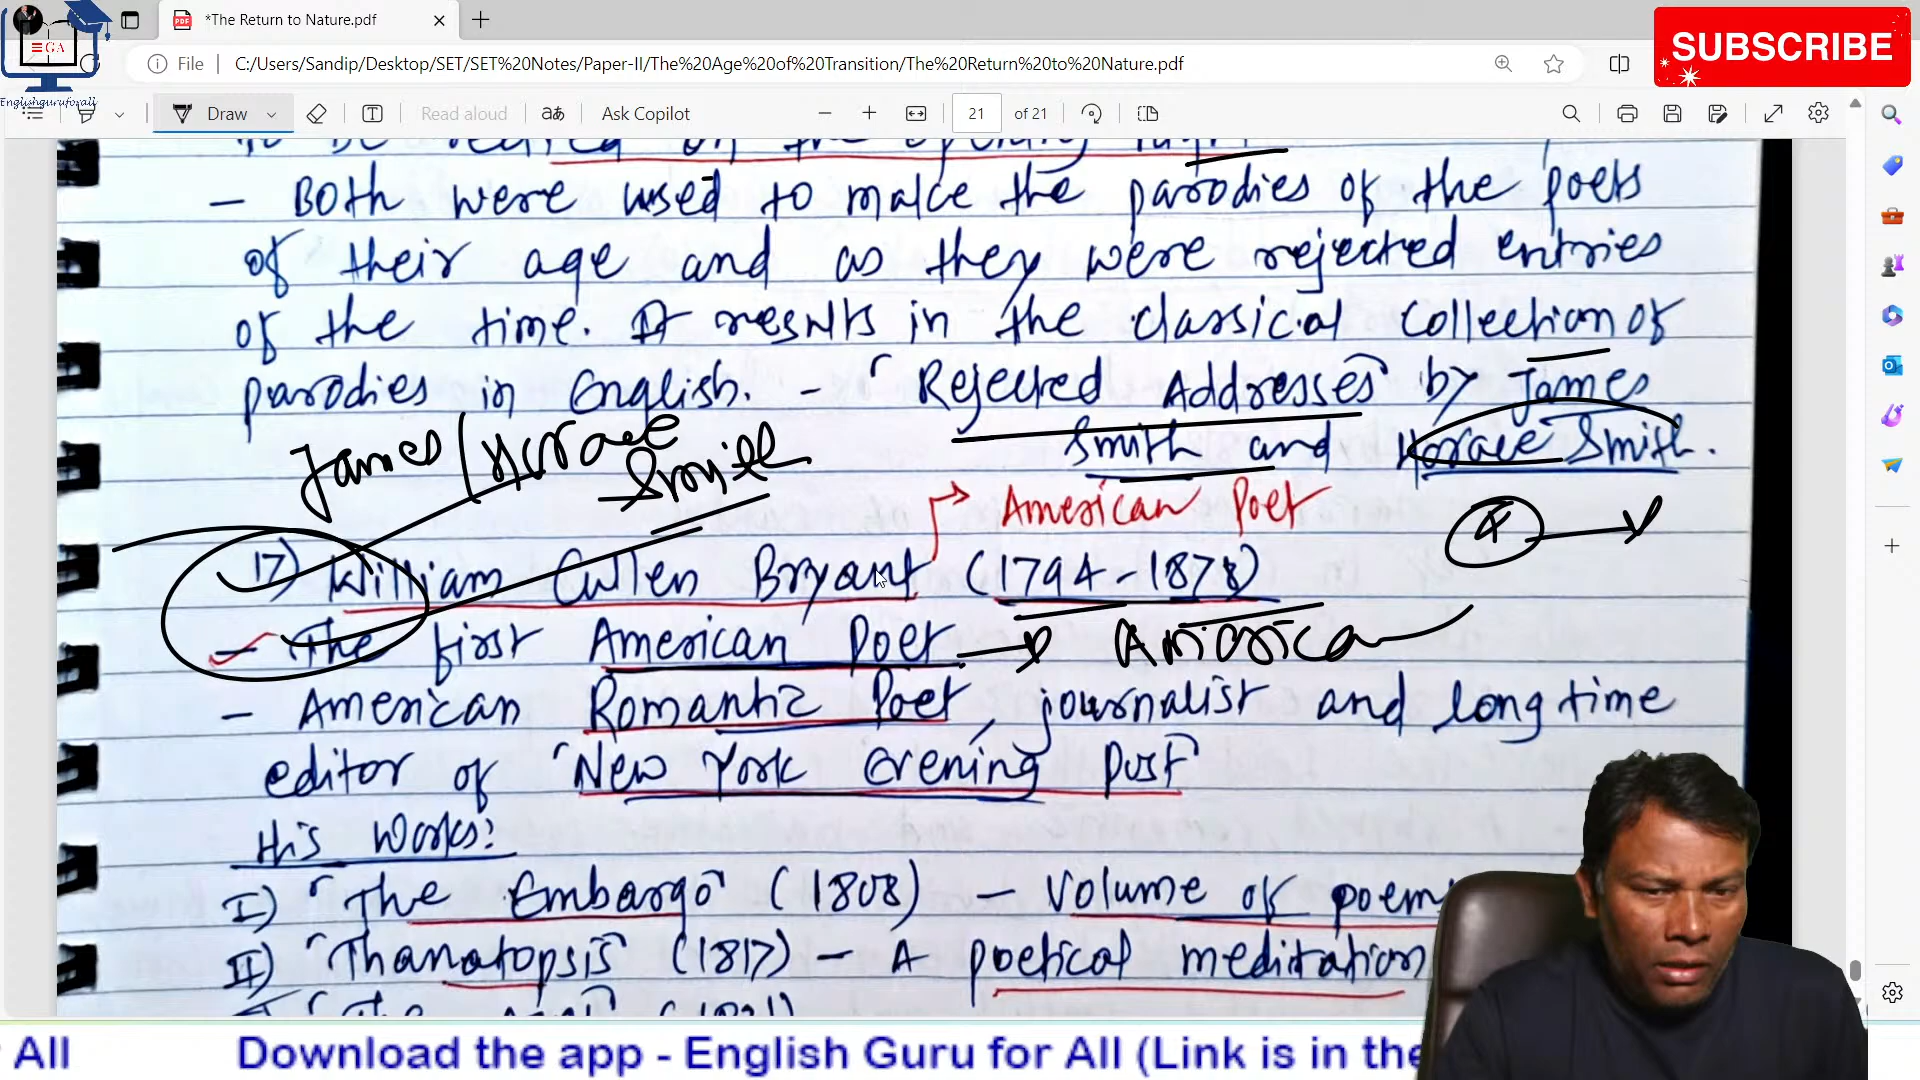 *The Return to Nature.pdf
SUBSCRIBE
GA
Englishguruforall
File | C:/Users/Sandip/Desktop/SET/SET%20Notes/Paper-II/The%20Age%20of%20Transition/The%20Return%20to%20Nature.pdf
Draw Read aloud Ask Copilot 21 of 21
- Both were used to make the parodies of the poets
of their age and as they were rejected entries
of the time. It results in the classical collection of
parodies in English. - "Rejected Addresses" by James
Smith and Horace Smith.
James/Horace
Smith
American Poet
17) William Cullen Bryant (1794-1878)
- The first American Poet → America
- American Romantic Poet, journalist and longtime
editor of 'New York Evening Post'
His Works:
I) "The Embargo" (1808) - Volume of poem
II) "Thanatopsis" (1817) - A poetical meditation
All Download the app - English Guru for All (Link is in the